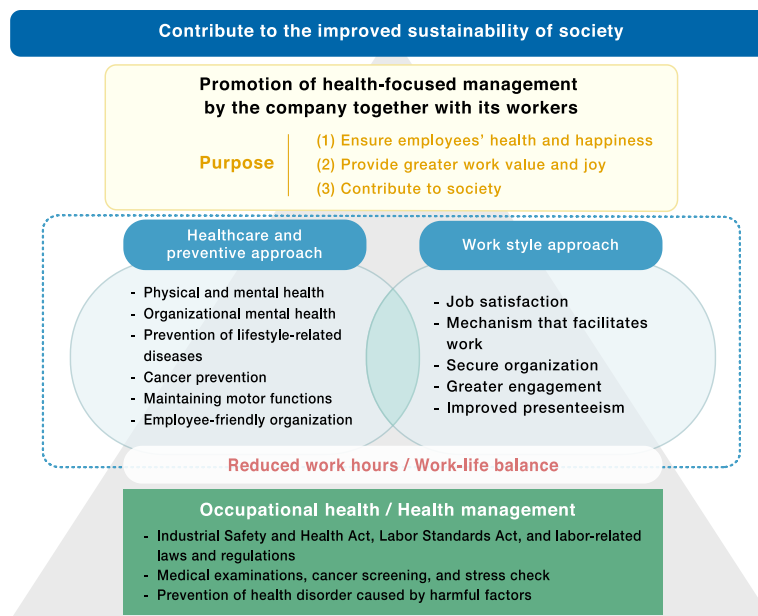 Contribute to the improved sustainability of society
Promotion of health-focused management
by the company together with its workers
Purpose
(1) Ensure employees’ health and happiness
(2) Provide greater work value and joy
(3) Contribute to society
Healthcare and
preventive approach
- Physical and mental health
- Organizational mental health
- Prevention of lifestyle-related
diseases
- Cancer prevention
- Maintaining motor functions
- Employee-friendly organization
Work style approach
- Job satisfaction
- Mechanism that facilitates
work
- Secure organization
- Greater engagement
- Improved presenteeism
Reduced work hours / Work-life balance
Occupational health / Health management
- Industrial Safety and Health Act, Labor Standards Act, and labor-related
laws and regulations
- Medical examinations, cancer screening, and stress check
- Prevention of health disorder caused by harmful factors